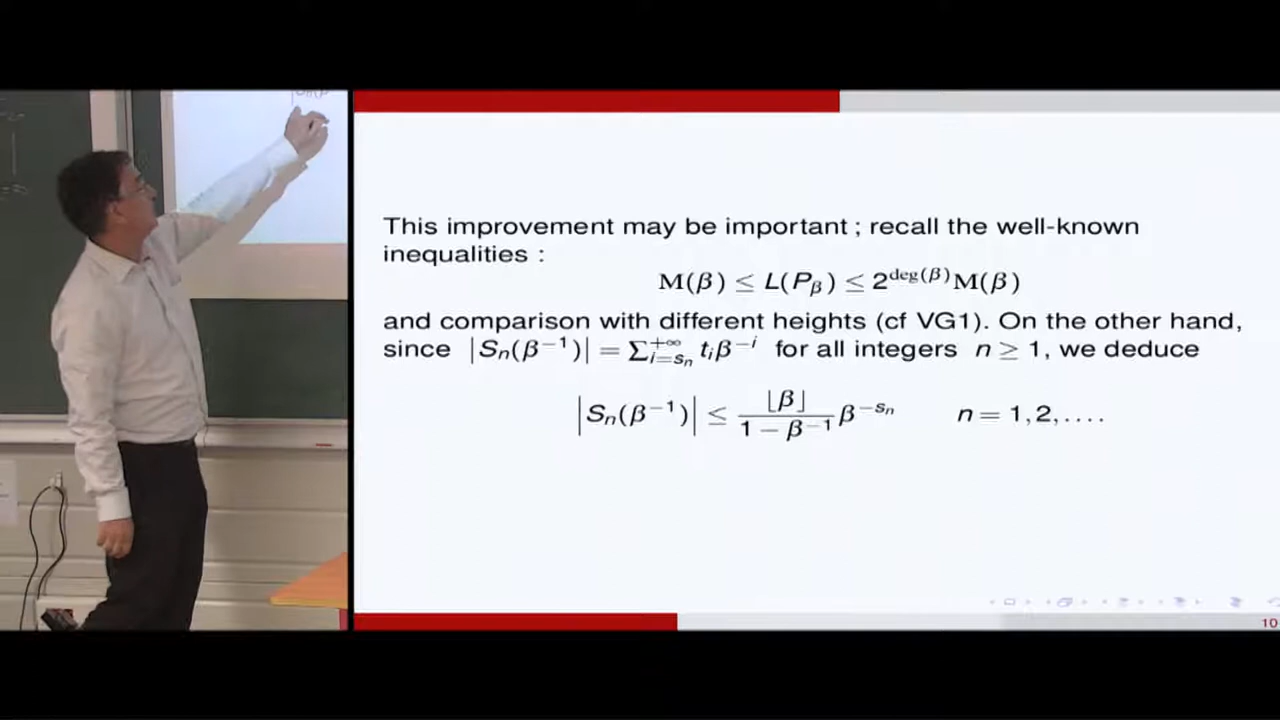 This improvement may be important ; recall the well-known
inequalities :
M(β) ≤ L(P_β) ≤ 2^{deg(β)} M(β)
and comparison with different heights (cf VG1). On the other hand,
since |S_n(β^{−1})| = Σ_{i=s_n}^{+∞} t_i β^{−i} for all integers n ≥ 1, we deduce
|S_n(β^{−1})| ≤ \frac{⌊β⌋}{1 − β^{−1}} β^{−s_n} n = 1, 2, . . . .
10